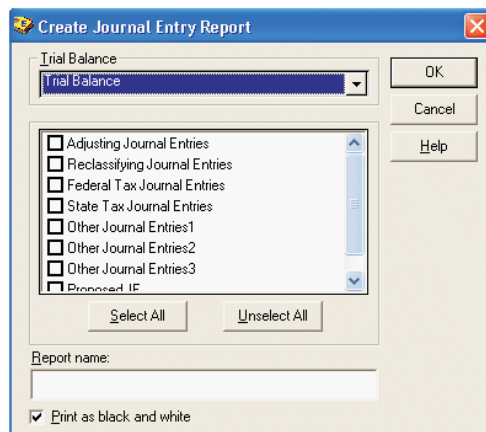 Create Journal Entry Report
Trial Balance
Trial Balance
OK
Cancel
Help
Adjusting Journal Entries
Reclassifying Journal Entries
Federal Tax Journal Entries
State Tax Journal Entries
Other Journal Entries1
Other Journal Entries2
Other Journal Entries3
Proposed JE
Select All
Unselect All
Report name:
Print as black and white